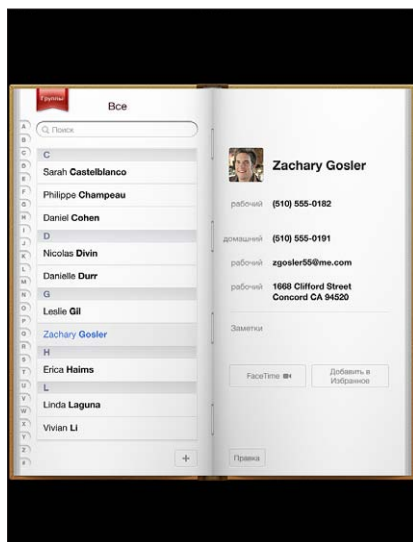 Группы
Все
Поиск
A
B
C
D
E
F
G
H
I
J
K
L
M
N
O
P
Q
R
S
T
U
V
W
X
Y
Z
#
C
Sarah Castelblanco
Philippe Champeau
Daniel Cohen
D
Nicolas Divin
Danielle Durr
G
Leslie Gil
Zachary Gosler
H
Erica Haims
L
Linda Laguna
Vivian Li
+
Zachary Gosler
рабочий (510) 555-0182
домашний (510) 555-0191
рабочий zgosler55@me.com
рабочий 1668 Clifford Street
Concord CA 94520
Заметки
FaceTime
Добавить в
Избранное
Правка